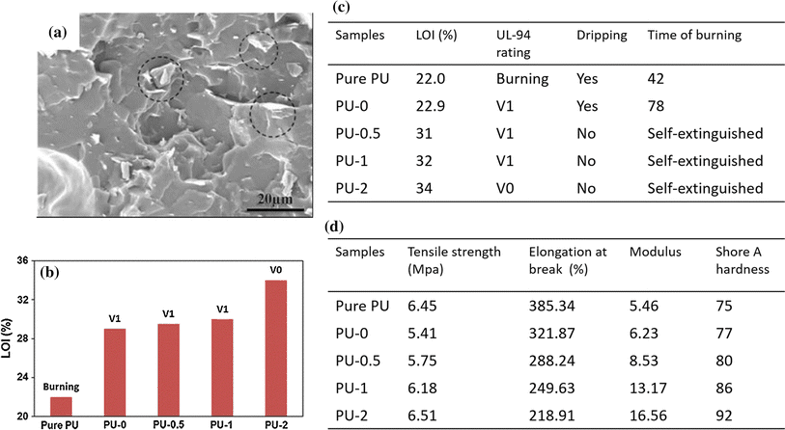 (a)
20μm
(b)
LOI (%)
36
32
28
24
20
Burning
V1
V1
V1
V0
Pure PU PU-0 PU-0.5 PU-1 PU-2
(c)
Samples LOI (%) UL-94 rating Dripping Time of burning
Pure PU 22.0 Burning Yes 42
PU-0 22.9 V1 Yes 78
PU-0.5 31 V1 No Self-extinguished
PU-1 32 V1 No Self-extinguished
PU-2 34 V0 No Self-extinguished
(d)
Samples Tensile strength (Mpa) Elongation at break (%) Modulus Shore A hardness
Pure PU 6.45 385.34 5.46 75
PU-0 5.41 321.87 6.23 77
PU-0.5 5.75 288.24 8.53 80
PU-1 6.18 249.63 13.17 86
PU-2 6.51 218.91 16.56 92